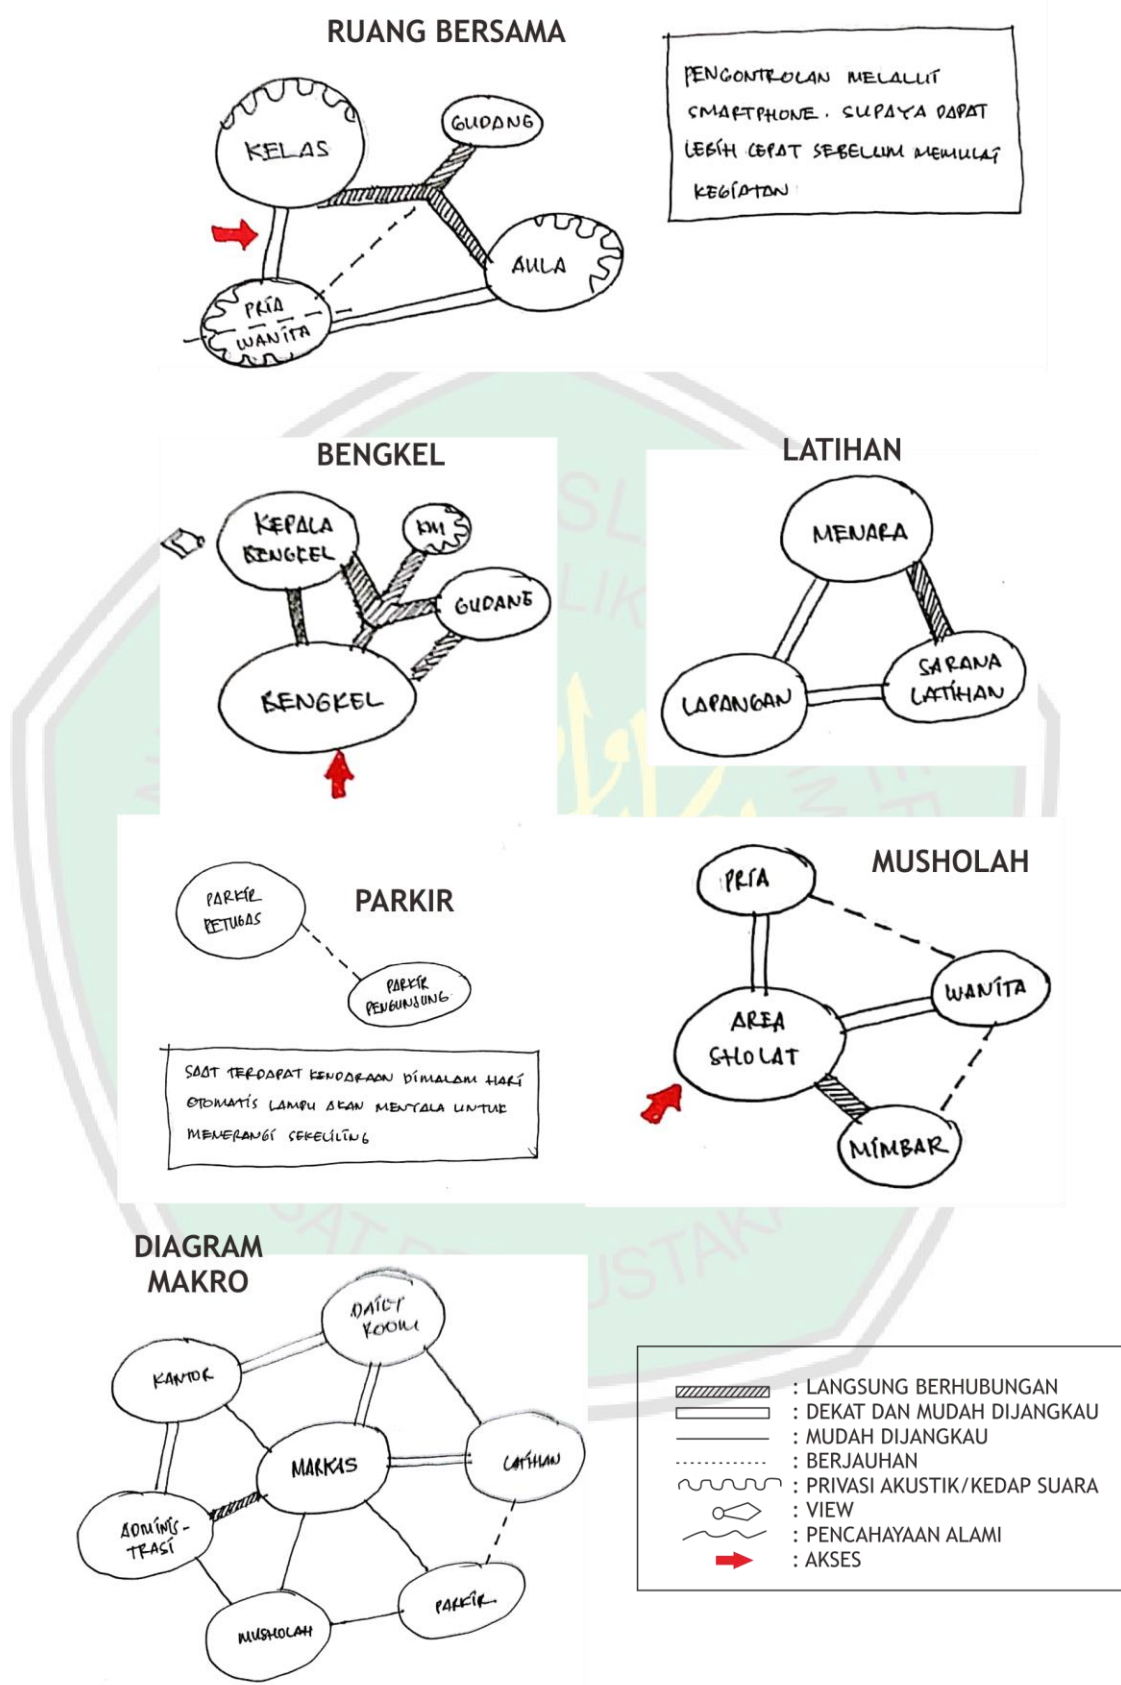 RUANG BERSAMA
KELAS
GUDANG
AULA
PRIA
WANITA
PENGONTROLAN MELALUI
SMARTPHONE. SUPAYA DAPAT
LEBIH CEPAT SEBELUM MEMULAI
KEGIATAN
BENGKEL
KEPALA
BENGKEL
KM
GUDANG
BENGKEL
LATIHAN
MENARA
LAPANGAN
SARANA
LATIHAN
PARKIR
PARKIR
PETUGAS
PARKIR
PENGUNJUNG
SAAT TERDAPAT KENDARAAN DIMALAM HARI
OTOMATIS LAMPU AKAN MENYALA UNTUK
MENERANGI SEKELILING
MUSHOLAH
PRIA
WANITA
AREA
SHOLAT
MIMBAR
DIAGRAM
MAKRO
DAILY
ROOM
KANTOR
MARKAS
LATIHAN
ADMINIS-
TRASI
MUSHOLAH
PARKIR
: LANGSUNG BERHUBUNGAN
: DEKAT DAN MUDAH DIJANGKAU
: MUDAH DIJANGKAU
: BERJAUHAN
: PRIVASI AKUSTIK/KEDAP SUARA
: VIEW
: PENCAHAYAAN ALAMI
: AKSES